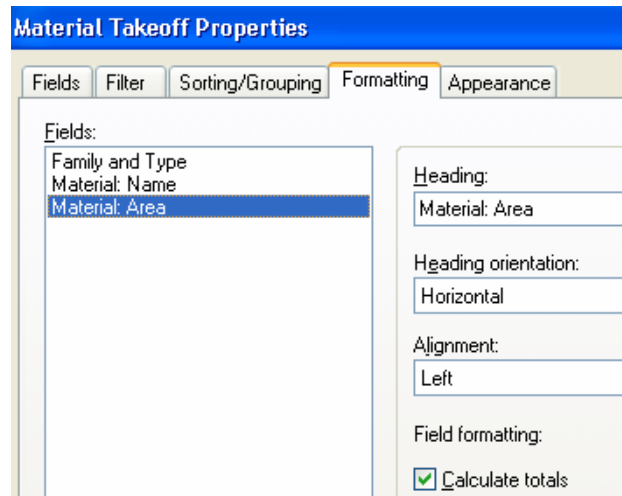 Material Takeoff Properties
Fields Filter Sorting/Grouping Formatting Appearance
Fields:
Family and Type
Material: Name
Material: Area
Heading:
Material: Area
Heading orientation:
Horizontal
Alignment:
Left
Field formatting:
Calculate totals